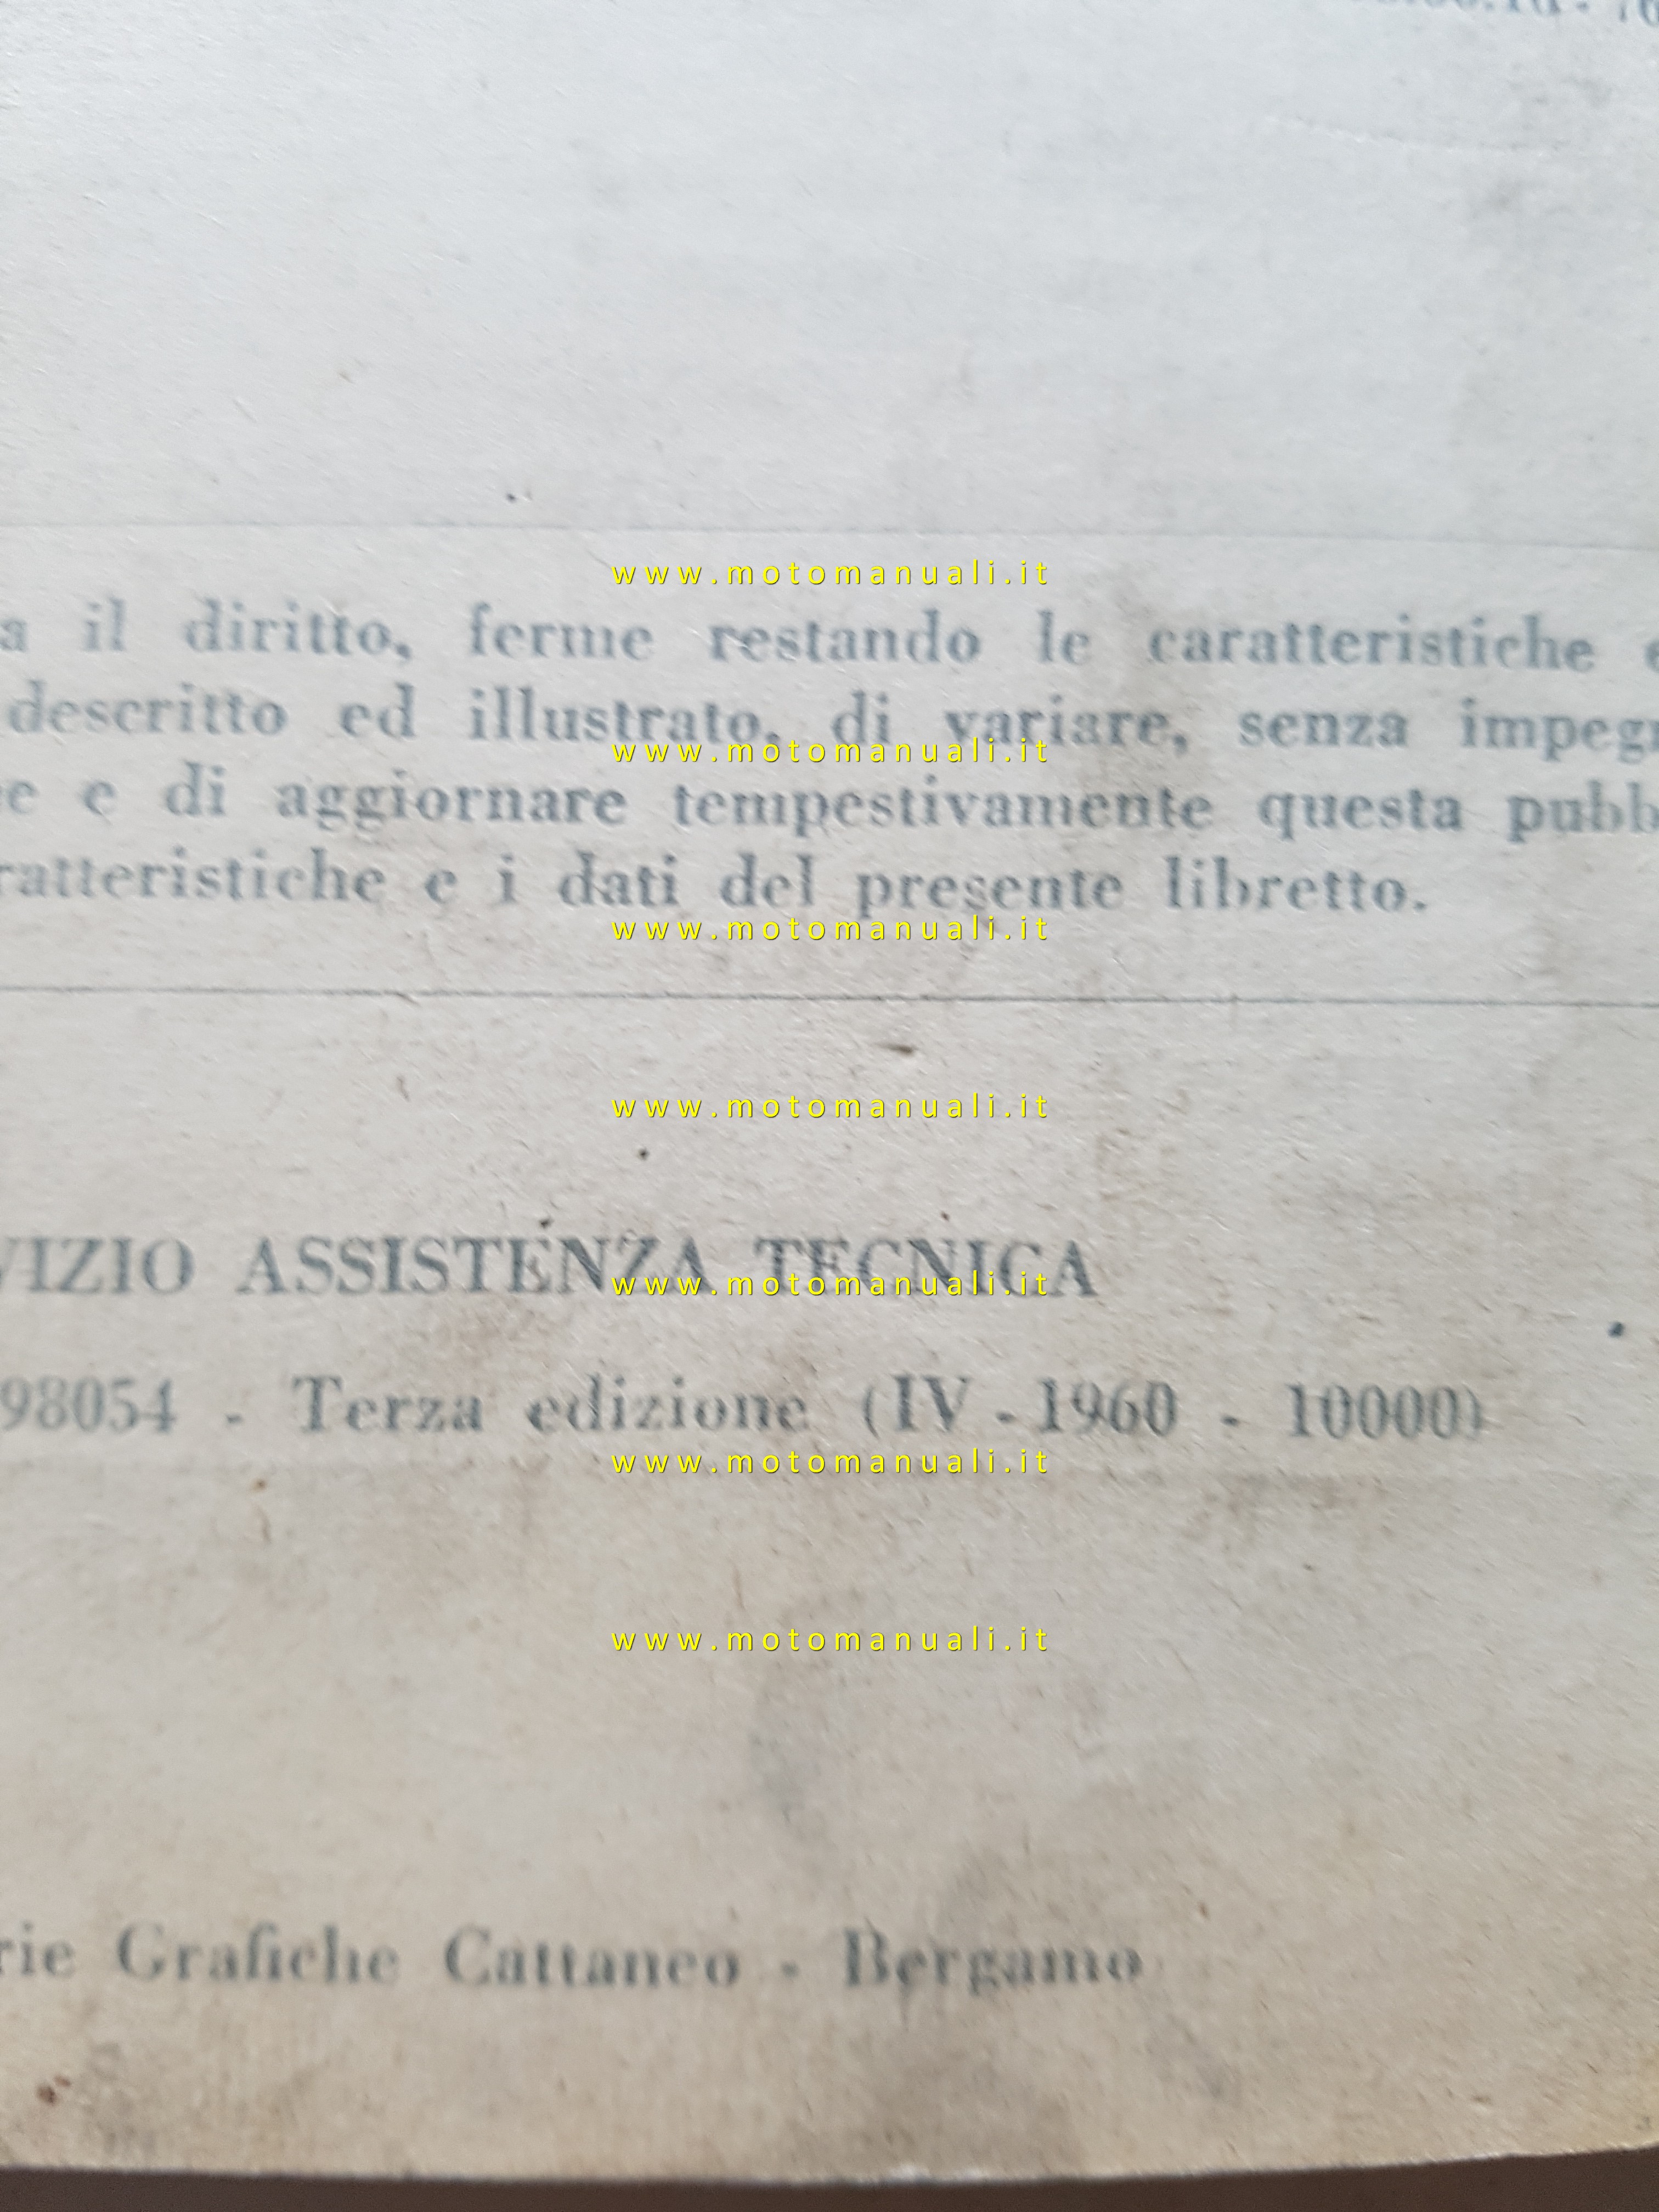 www.motomanuali.it
a il diritto, ferme restando le caratteristiche e
descritto ed illustrato, di variare, senza impegn
www.motomanuali.it
e e di aggiornare tempestivamente questa pubb
ratteristiche e i dati del presente libretto.
www.motomanuali.it
www.motomanuali.it
VIZIO ASSISTENZA TECNICA
www.motomanuali.it
98054 - Terza edizione (IV - 1960 - 10000)
www.motomanuali.it
www.motomanuali.it
rie Grafiche Cattaneo - Bergamo